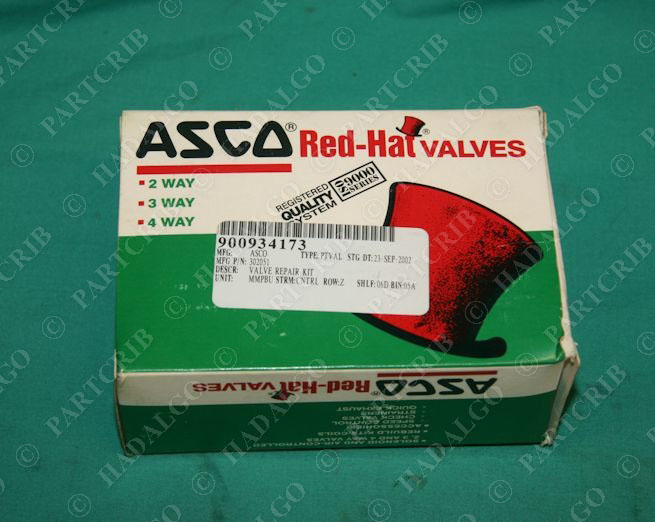 ASCO® Red-Hat® VALVES
2 WAY
3 WAY
4 WAY
REGISTERED
QUALITY
SYSTEM
ISO 9000
SERIES
900934173
MFG: ASCO TYPE: PTVAL STG DT: 23-SEP-2002
MFG P/N: 302051
DESCR: VALVE REPAIR KIT
UNIT: MMPBU STRM: CNTRL ROW: Z SHLF: 06D BIN: 05A
ASCO® Red-Hat VALVES
• SOLENOID AND AIR-CONTROLLED
2, 3 AND 4 WAY VALVES
• REBUILD KITS/COILS
• ACCESSORIES
SPEED CONTROL
CHECK VALVES
STRAINERS
QUICK EXHAUST
© PARTCRIB
© HADALGO